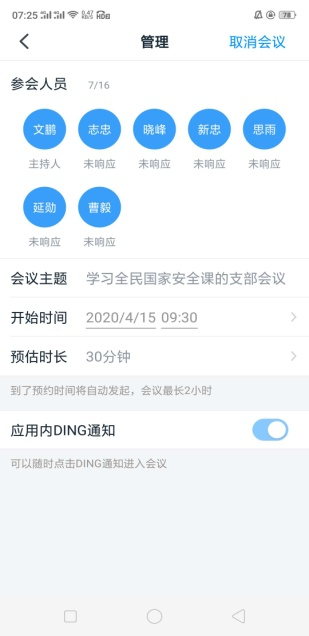 07:25
78
管理
取消会议
参会人员 7/16
文鹏 志忠 晓峰 新忠 思雨
主持人 未响应 未响应 未响应 未响应
延勋 曹毅
未响应 未响应
会议主题 学习全民国家安全课的支部会议
开始时间 2020/4/15 09:30
预估时长 30分钟
到了预约时间将自动发起，会议最长2小时
应用内DING通知
可以随时点击DING通知进入会议